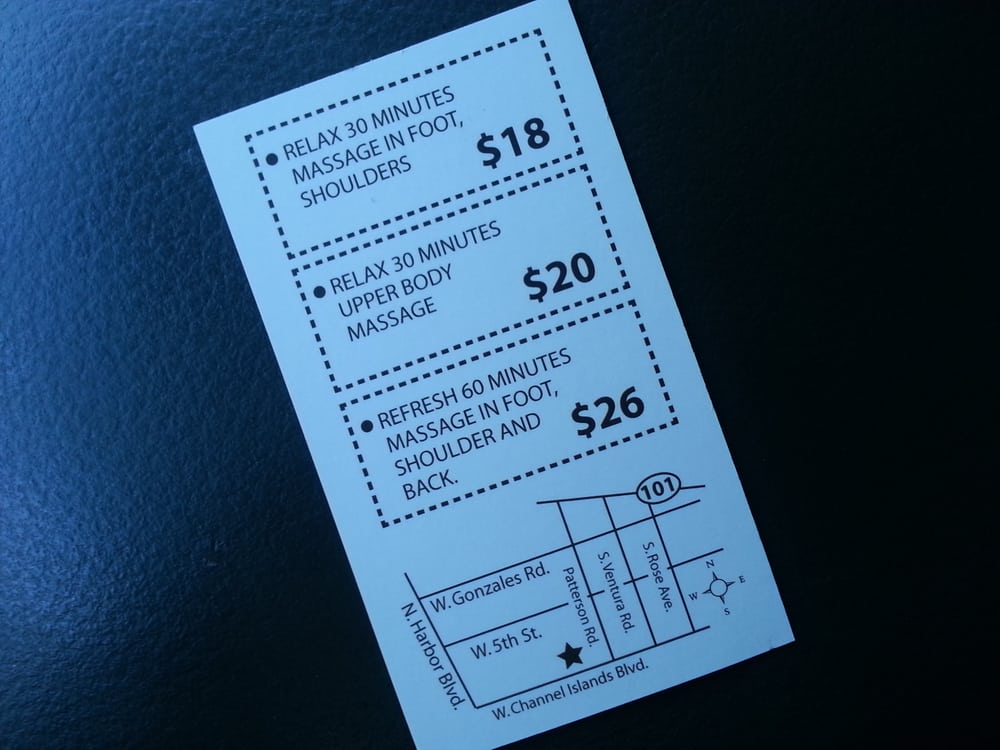 • RELAX 30 MINUTES
MASSAGE IN FOOT,
SHOULDERS
$18
• RELAX 30 MINUTES
UPPER BODY
MASSAGE
$20
• REFRESH 60 MINUTES
MASSAGE IN FOOT,
SHOULDER AND
BACK.
$26
101
N. Harbor Blvd.
W. Gonzales Rd.
W. 5th St.
Patterson Rd.
S. Ventura Rd.
S. Rose Ave.
N
E
W
S
W. Channel Islands Blvd.